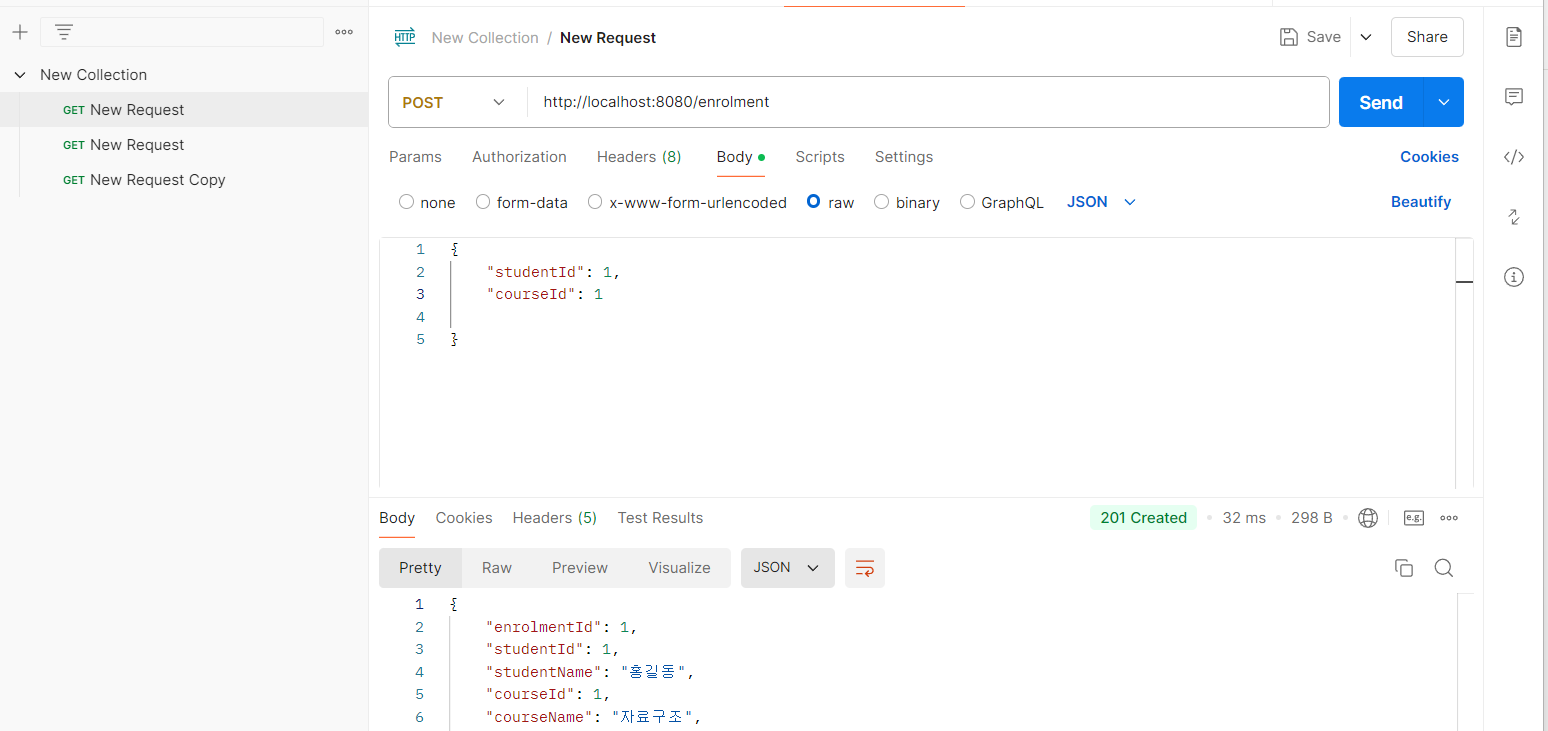 New Collection / New Request
Save
Share
New Collection
GET New Request
GET New Request
GET New Request Copy
POST http://localhost:8080/enrolment
Send
Params Authorization Headers (8) Body Scripts Settings Cookies
none form-data x-www-form-urlencoded raw binary GraphQL JSON Beautify
1 {
2 "studentId": 1,
3 "courseId": 1
4
5 }
Body Cookies Headers (5) Test Results 201 Created 32 ms 298 B e.g.
Pretty Raw Preview Visualize JSON
1 {
2 "enrolmentId": 1,
3 "studentId": 1,
4 "studentName": "홍길동",
5 "courseId": 1,
6 "courseName": "자료구조",